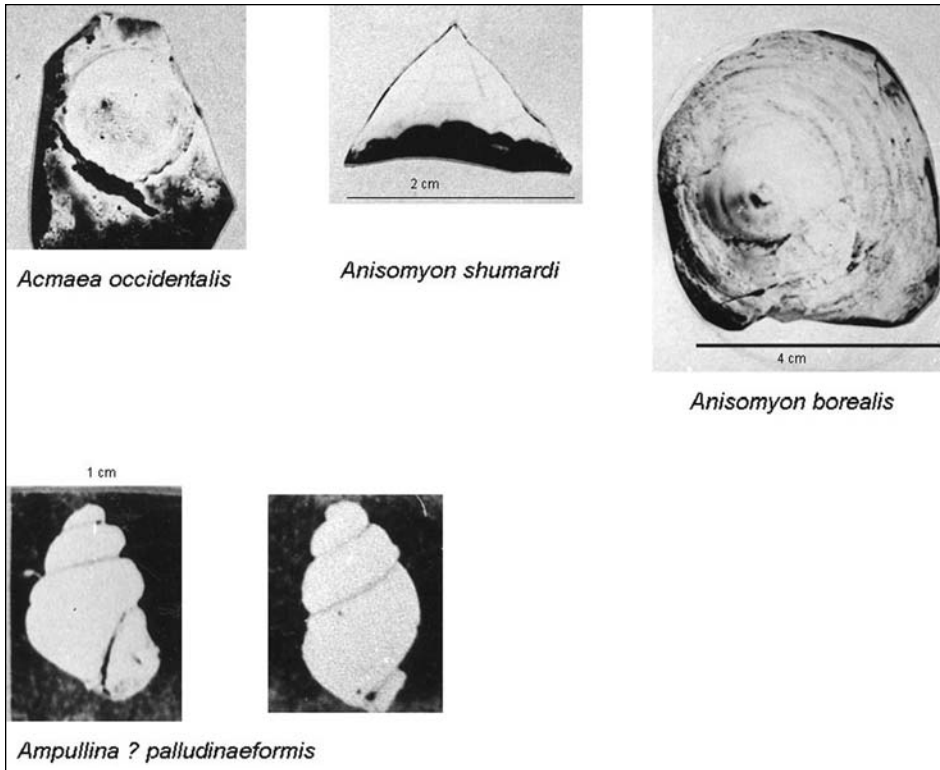 2 cm
Acmaea occidentalis
Anisomyon shumardi
4 cm
Anisomyon borealis
1 cm
Ampullina ? palludinaeformis